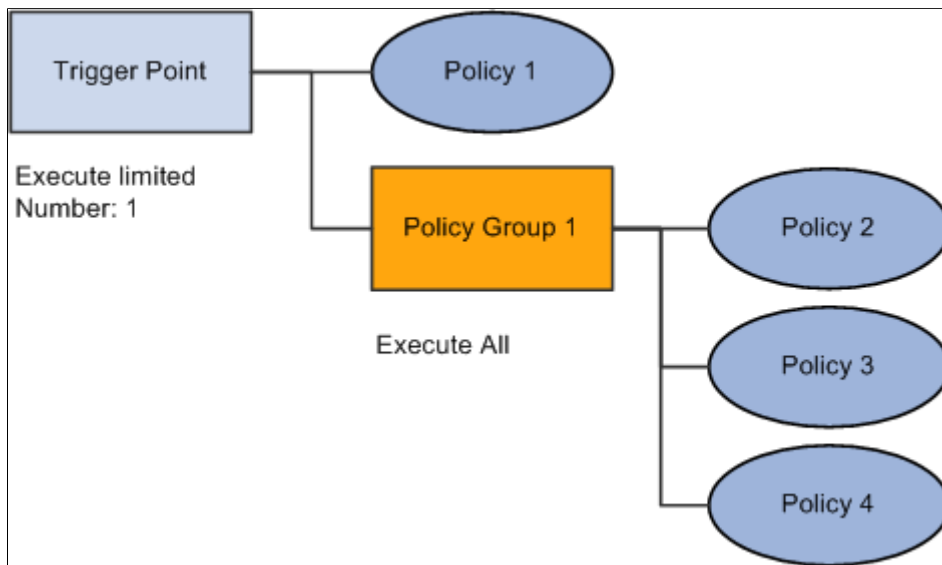 Trigger Point
Policy 1
Execute limited
Number: 1
Policy Group 1
Policy 2
Execute All
Policy 3
Policy 4